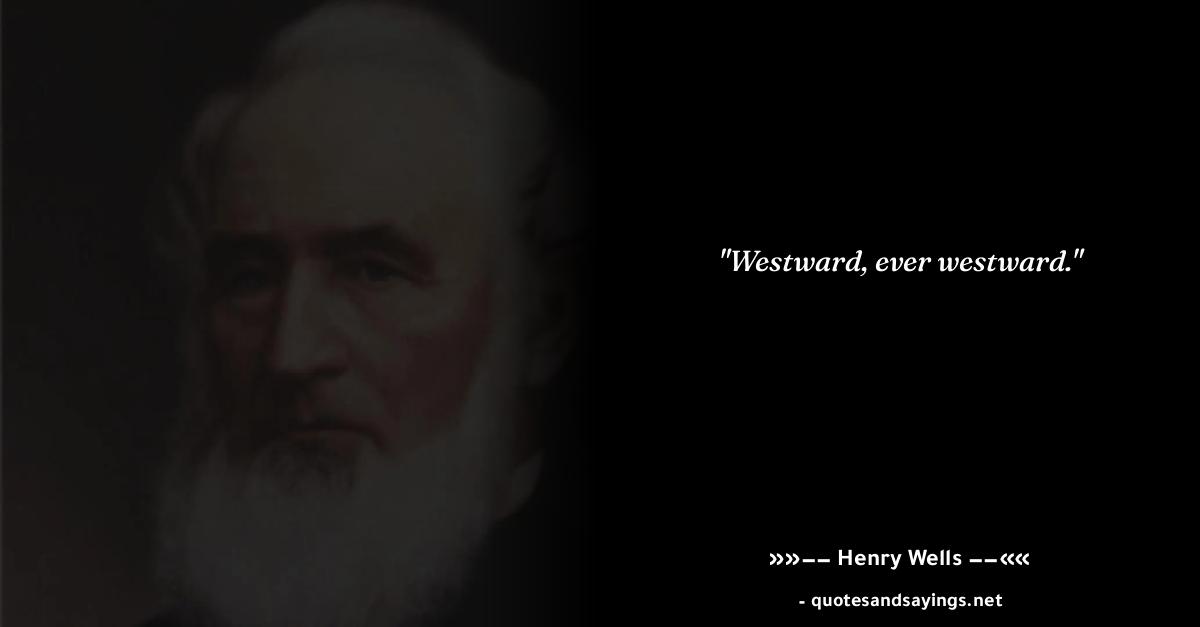 "Westward, ever westward."
»»−− Henry Wells −−««
- quotesandsayings.net